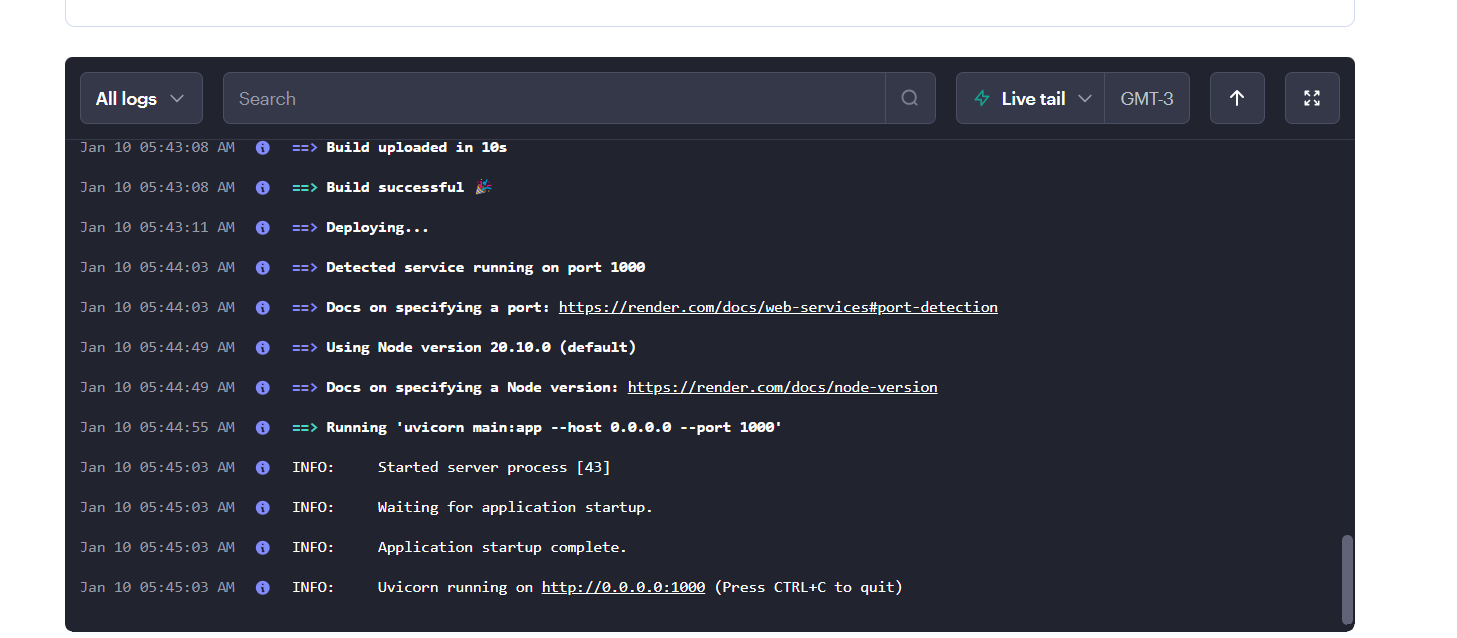 All logs Search Live tail GMT-3
Jan 10 05:43:08 AM ==> Build uploaded in 10s
Jan 10 05:43:08 AM ==> Build successful 🎉
Jan 10 05:43:11 AM ==> Deploying...
Jan 10 05:44:03 AM ==> Detected service running on port 1000
Jan 10 05:44:03 AM ==> Docs on specifying a port: https://render.com/docs/web-services#port-detection
Jan 10 05:44:49 AM ==> Using Node version 20.10.0 (default)
Jan 10 05:44:49 AM ==> Docs on specifying a Node version: https://render.com/docs/node-version
Jan 10 05:44:55 AM ==> Running 'uvicorn main:app --host 0.0.0.0 --port 1000'
Jan 10 05:45:03 AM INFO: Started server process [43]
Jan 10 05:45:03 AM INFO: Waiting for application startup.
Jan 10 05:45:03 AM INFO: Application startup complete.
Jan 10 05:45:03 AM INFO: Uvicorn running on http://0.0.0.0:1000 (Press CTRL+C to quit)